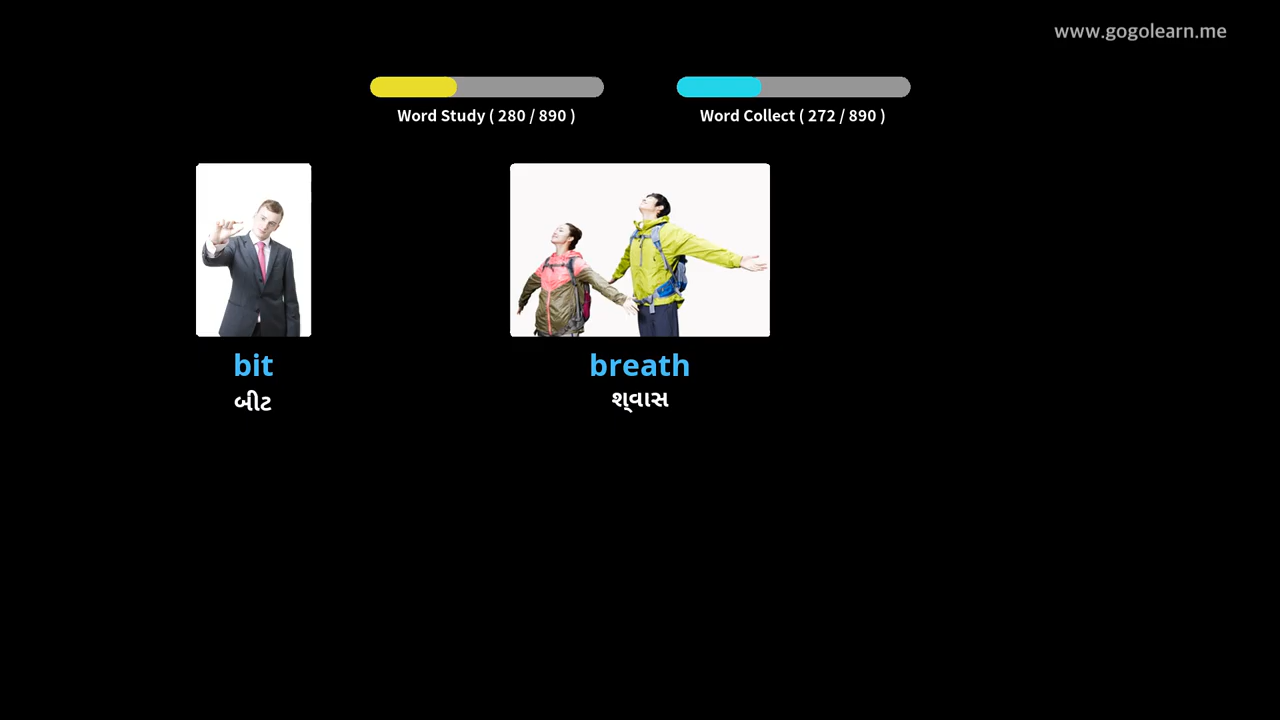 www.gogolearn.me
Word Study ( 280 / 890 )
Word Collect ( 272 / 890 )
bit
બીટ
breath
શ્વાસ